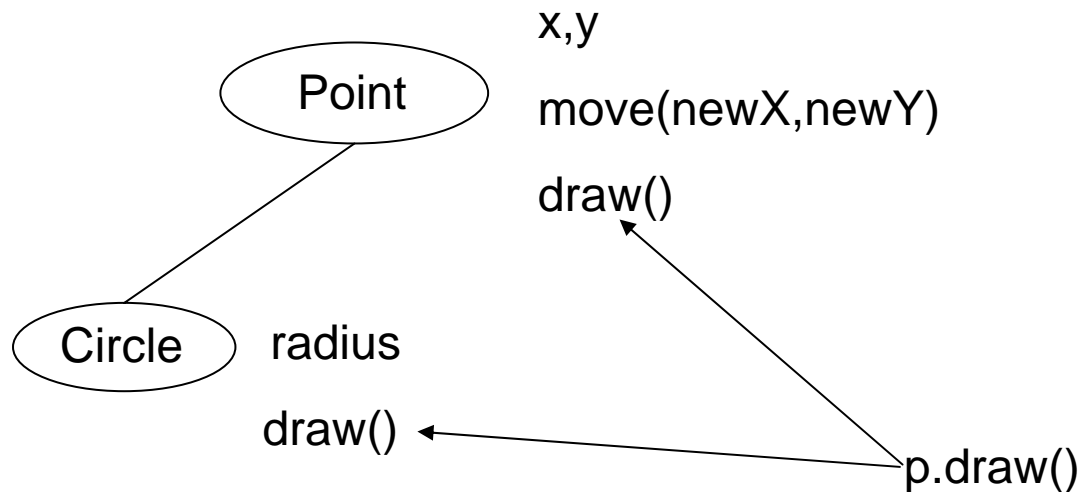 x,y
Point
move(newX,newY)
draw()
Circle
radius
draw()
p.draw()